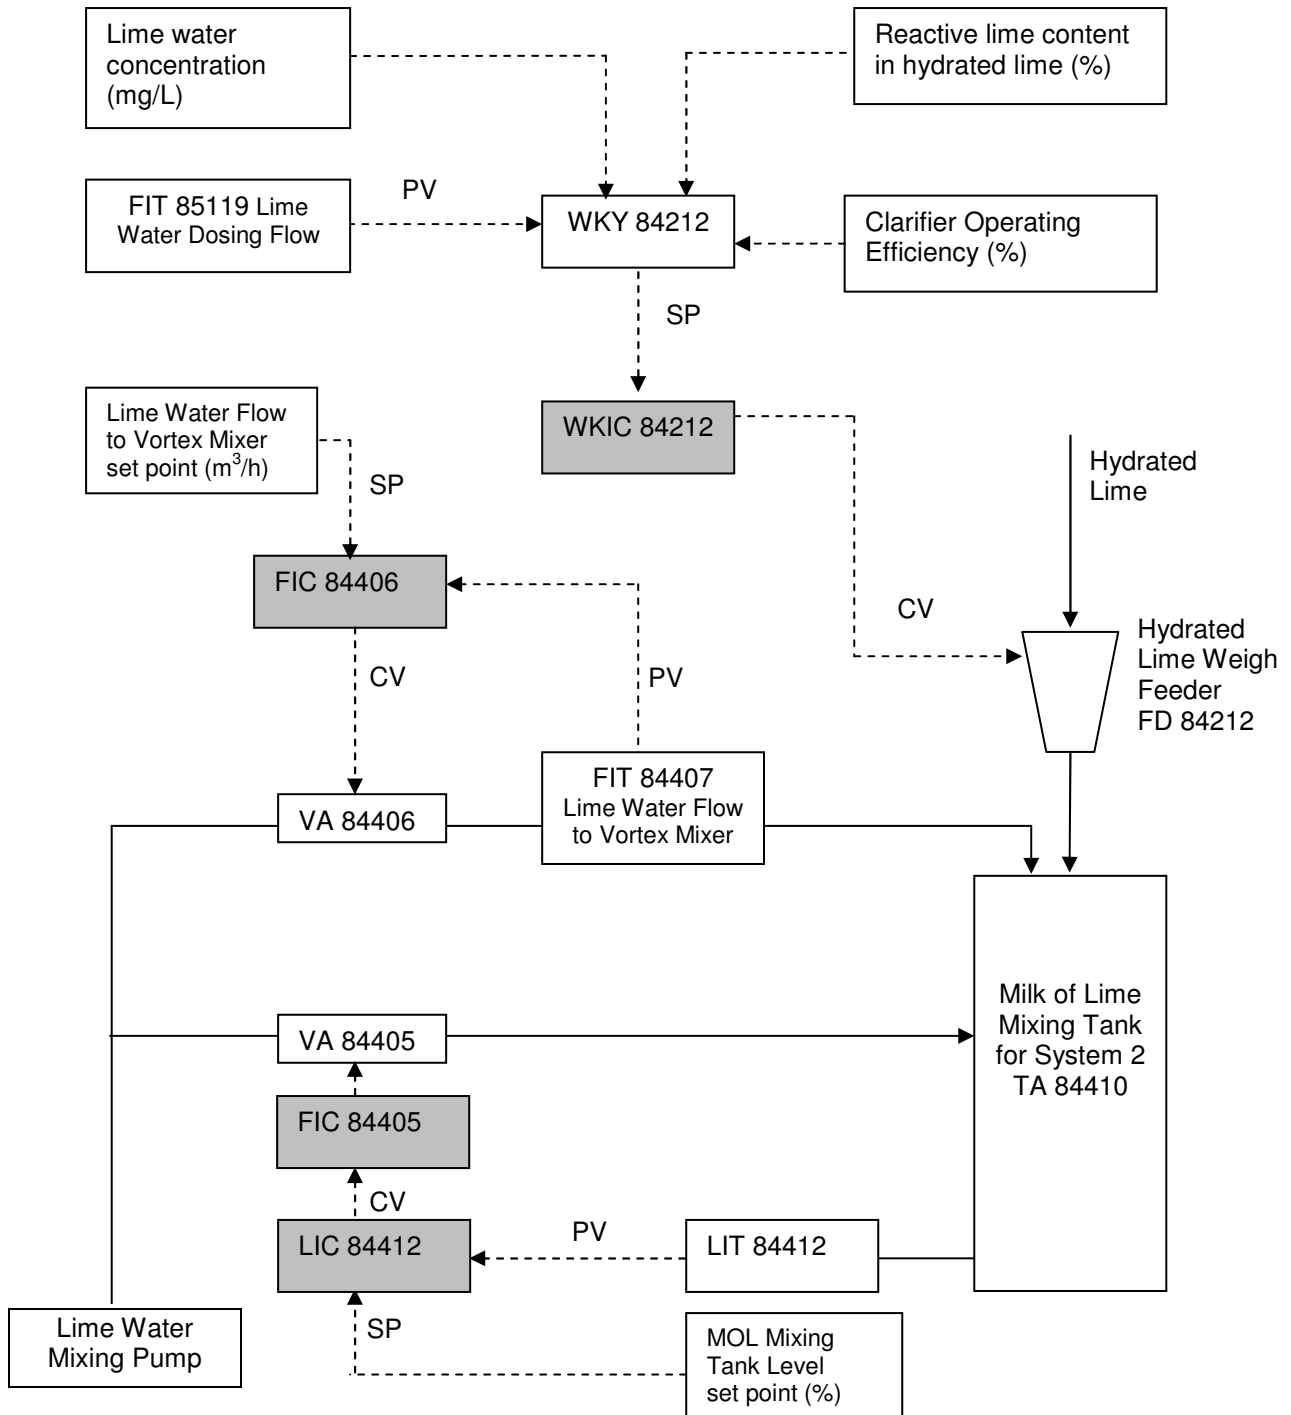 Lime water
concentration
(mg/L)
Reactive lime content
in hydrated lime (%)
FIT 85119 Lime
Water Dosing Flow
PV
WKY 84212
Clarifier Operating
Efficiency (%)
SP
Lime Water Flow
to Vortex Mixer
set point (m³/h)
SP
WKIC 84212
Hydrated
Lime
FIC 84406
CV
Hydrated
Lime Weigh
Feeder
FD 84212
CV
PV
FIT 84407
Lime Water Flow
to Vortex Mixer
VA 84406
Milk of Lime
Mixing Tank
for System 2
TA 84410
VA 84405
FIC 84405
CV
LIC 84412
PV
LIT 84412
SP
Lime Water
Mixing Pump
MOL Mixing
Tank Level
set point (%)